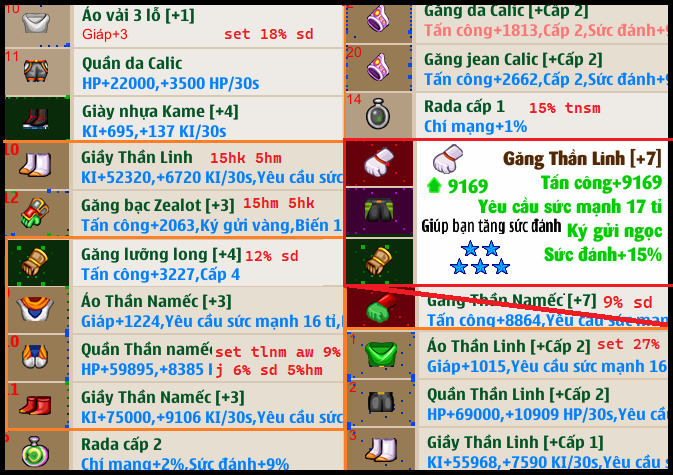 10
Áo vải 3 lỗ [+1]
Giáp+3
set 18% sd
11
Quần da Calic
HP+22000,+3500 HP/30s
Giày nhựa Kame [+4]
KI+695,+137 KI/30s
10
Giầy Thần Linh
15hk 5hm
KI+52320,+6720 KI/30s,Yêu cầu sức
12
Găng bạc Zealot [+3]
15hm 5hk
Tấn công+2063,Ký gửi vàng,Biến 1
Găng lưỡng long [+4]
12% sd
Tấn công+3227,Cấp 4
Áo Thần Namếc [+3]
Giáp+1224,Yêu cầu sức mạnh 16 tỉ,
10
Quần Thần namếc
set tlnm aw 9%
HP+59895,+8385
j 6% sd 5%hm
11
Giầy Thần Namếc [+3]
KI+75000,+9106 KI/30s,Yêu cầu sức
Rada cấp 2
Chí mạng+2%,Sức đánh+9%
Găng da Calic [+Cấp 2]
Tấn công+1813,Cấp 2,Sức đánh+
20
Găng jean Calic [+Cấp 2]
Tấn công+2662,Cấp 2,Sức đánh+
14
Rada cấp 1
15% tnsm
Chí mạng+1%
Găng Thần Linh [+7]
9169
Tấn công+9169
Yêu cầu sức mạnh 17 tỉ
Giúp bạn tăng sức đánh
Ký gửi ngọc
Sức đánh+15%
Găng Thần Namếc [+7]
9% sd
Tấn công+8864,Yêu cầu sức mạn
Áo Thần Linh [+Cấp 2]
set 27%
Giáp+1015,Yêu cầu sức mạnh 16
2
Quần Thần Linh [+Cấp 2]
HP+69000,+10909 HP/30s,Yêu cầ
3
Giầy Thần Linh [+Cấp 1]
KI+55968,+7590 KI/30s,Yêu cầu